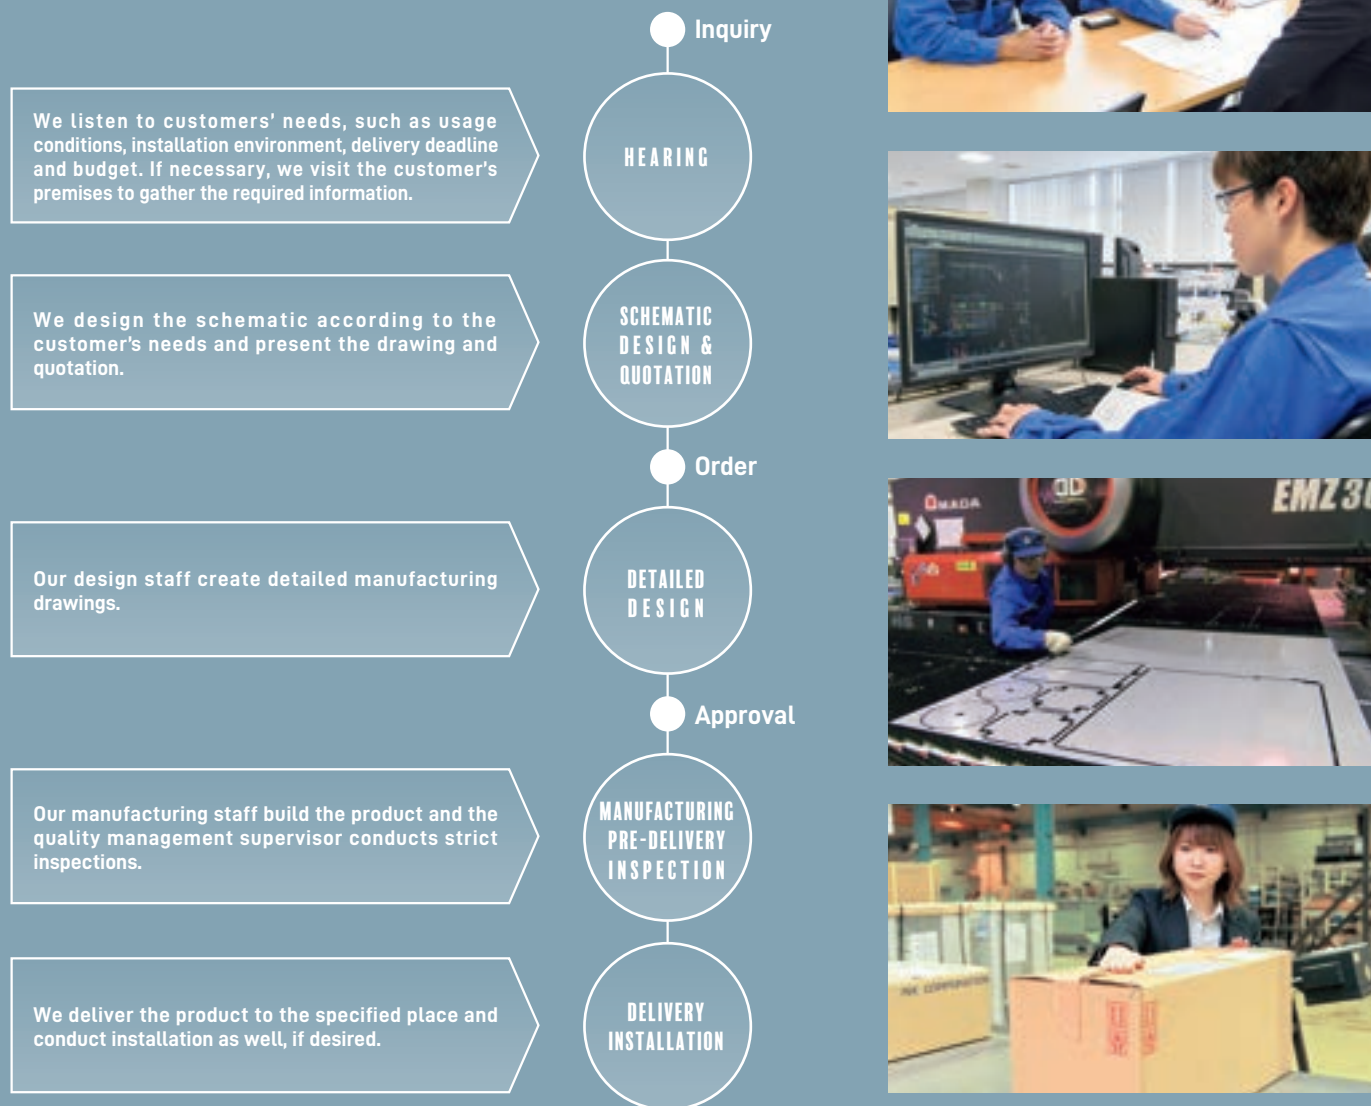 Inquiry
We listen to customers' needs, such as usage
conditions, installation environment, delivery deadline
and budget. If necessary, we visit the customer's
premises to gather the required information.
HEARING
We design the schematic according to the
customer's needs and present the drawing and
quotation.
SCHEMATIC
DESIGN &
QUOTATION
Order
Our design staff create detailed manufacturing
drawings.
DETAILED
DESIGN
Approval
Our manufacturing staff build the product and the
quality management supervisor conducts strict
inspections.
MANUFACTURING
PRE-DELIVERY
INSPECTION
We deliver the product to the specified place and
conduct installation as well, if desired.
DELIVERY
INSTALLATION
AMADA
EMZ 3
CORPORATION